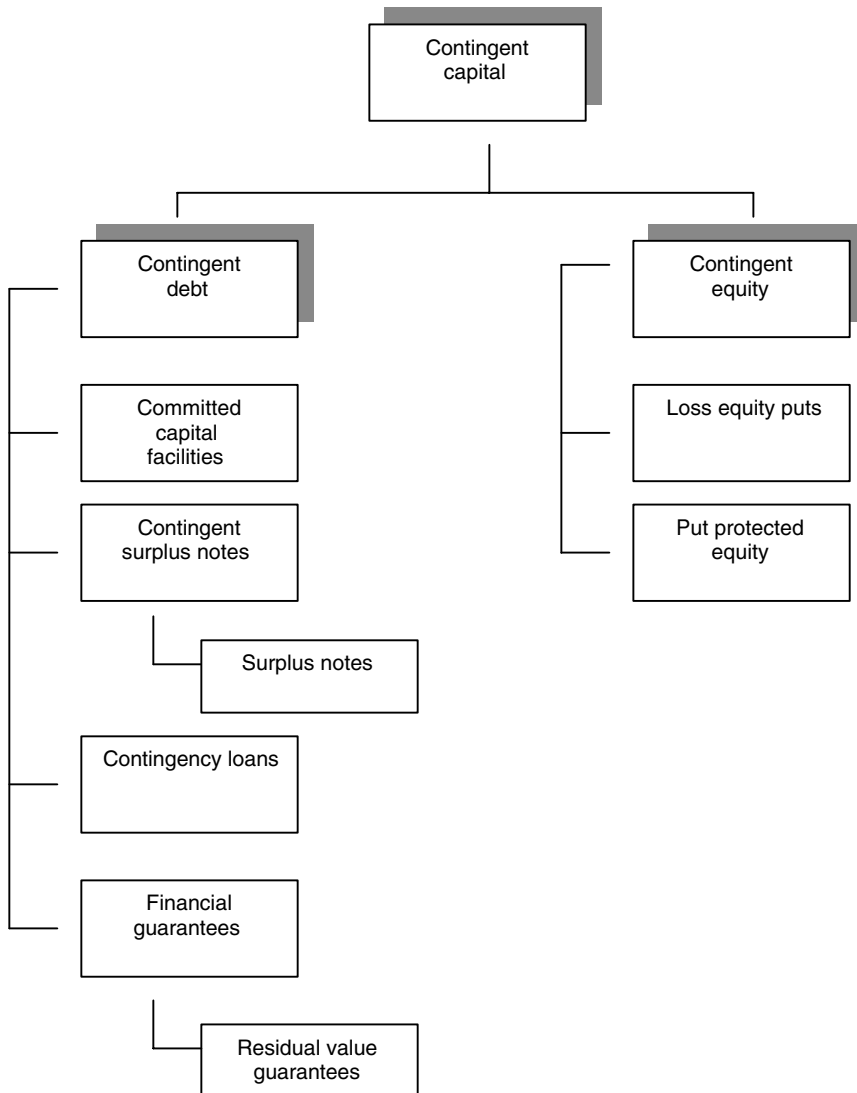 Contingent
capital
Contingent
debt
Committed
capital
facilities
Contingent
surplus notes
Surplus notes
Contingency loans
Financial
guarantees
Residual value
guarantees
Contingent
equity
Loss equity puts
Put protected
equity